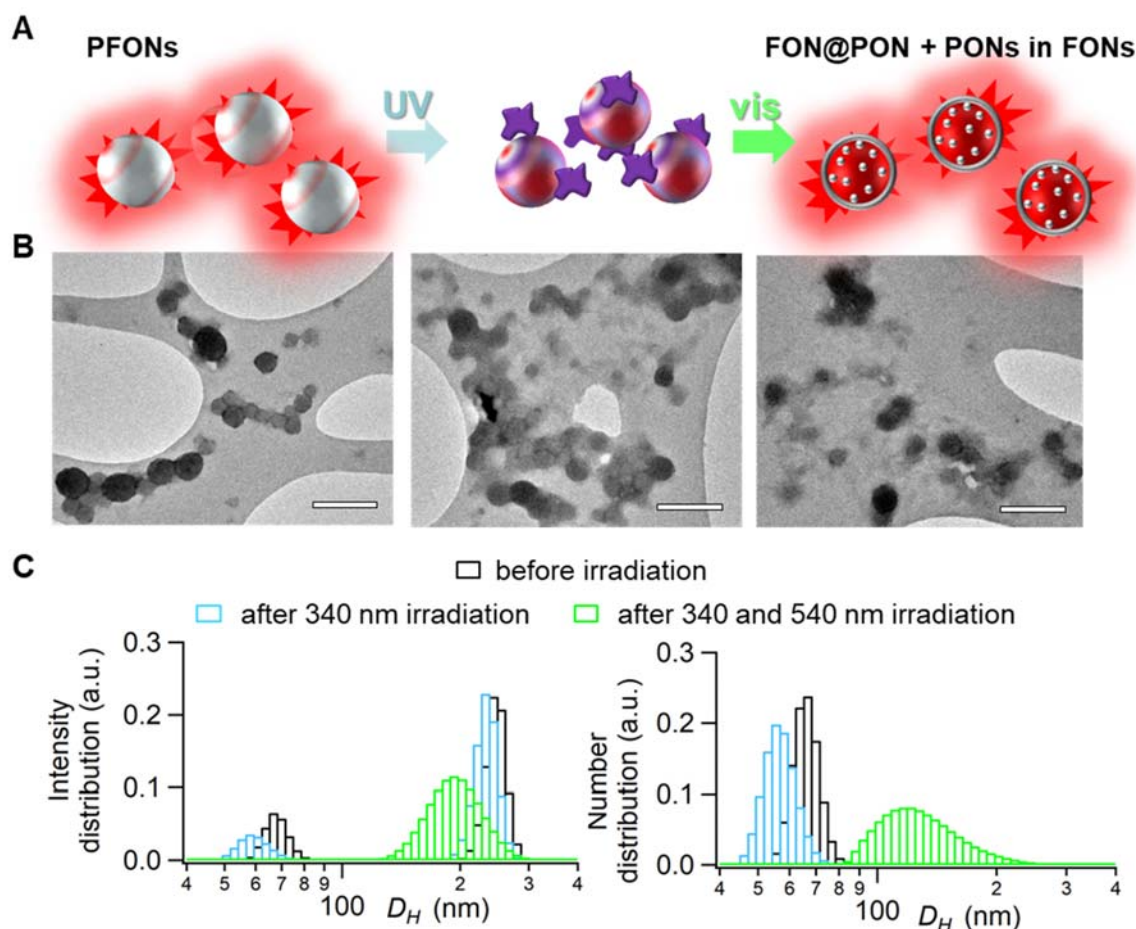 A
PFONs
FON@PON + PONs in FONs
UV
vis
B
C
before irradiation
after 340 nm irradiation
after 340 and 540 nm irradiation
Intensity
distribution (a.u.)
0.3
0.2
0.1
0.0
4 5 6 7 8 9 100 2 3 4
D_H (nm)
Number
distribution (a.u.)
0.3
0.2
0.1
0.0
4 5 6 7 8 9 100 2 3 4
D_H (nm)